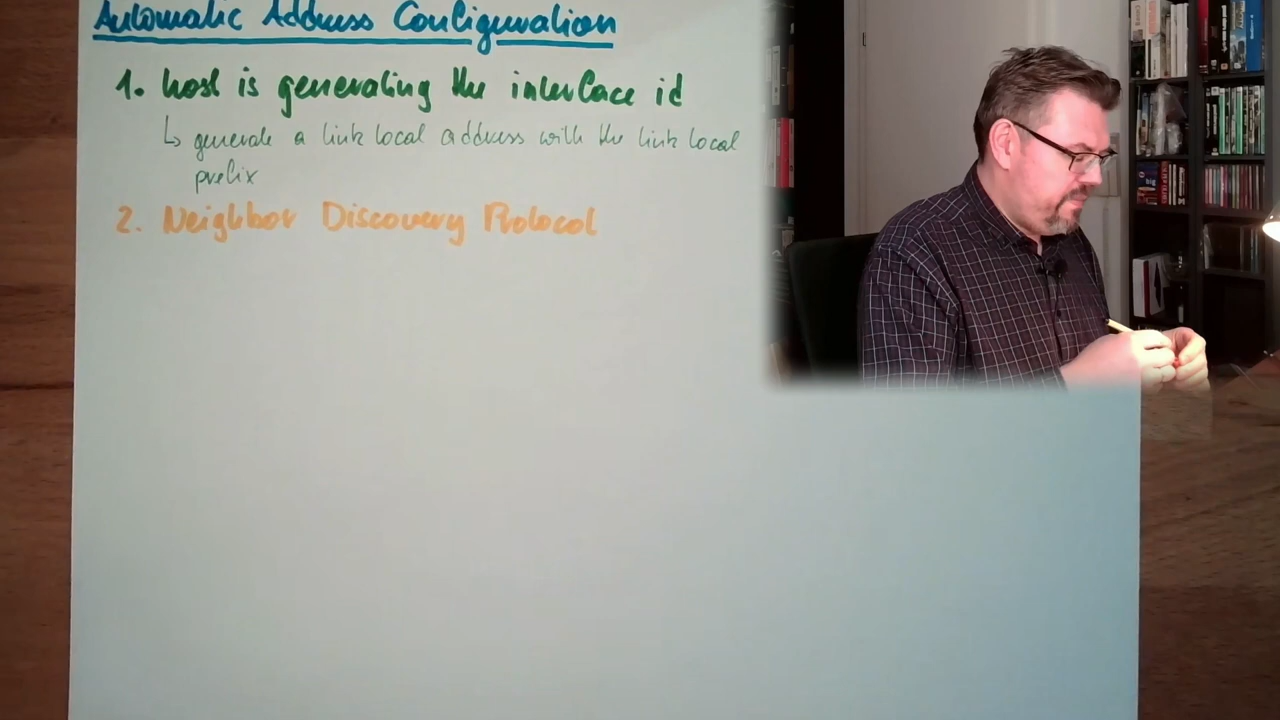 Automatic Address Configuration
1. host is generating the interface id
↳ generate a link local address with the link local
prefix
2. Neighbor Discovery Protocol